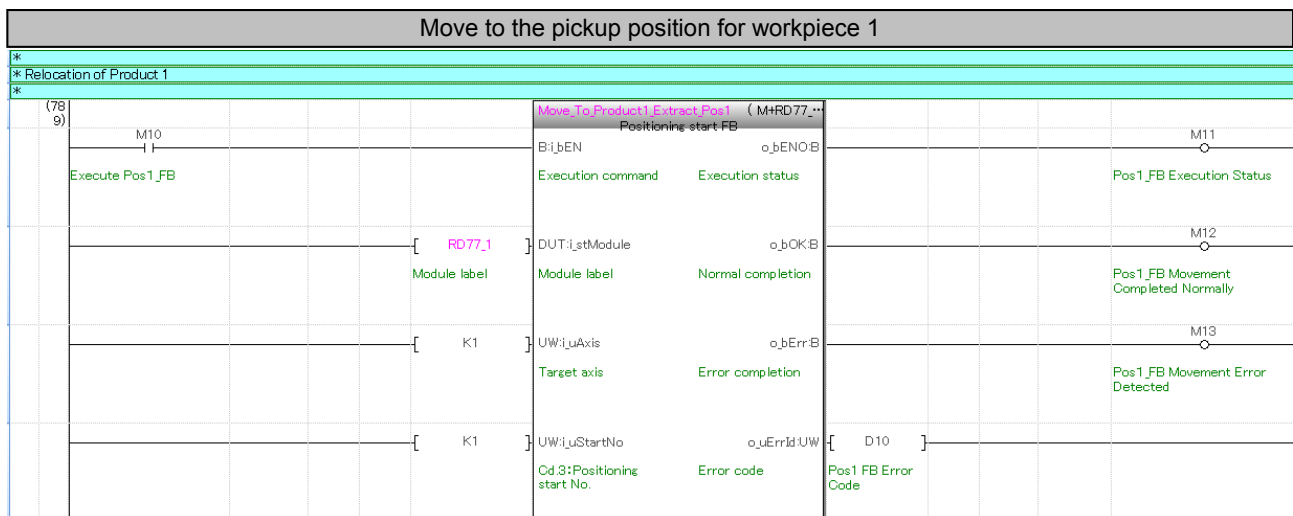 Move to the pickup position for workpiece 1
*
* Relocation of Product 1
*
(78
9)
Move_To_Product1_Extract_Pos1 ( M+RD77_…
Positioning start FB
M10
B:i_bEN o_bENO:B
M11
Execute Pos1_FB Execution command Execution status Pos1_FB Execution Status
RD77_1 DUT:i_stModule o_bOK:B
M12
Module label Module label Normal completion Pos1_FB Movement
Completed Normally
K1 UW:i_uAxis o_bErr:B
M13
Target axis Error completion Pos1_FB Movement Error
Detected
K1 UW:i_uStartNo o_uErrId:UW D10
Cd.3:Positioning Error code Pos1 FB Error
start No. Code